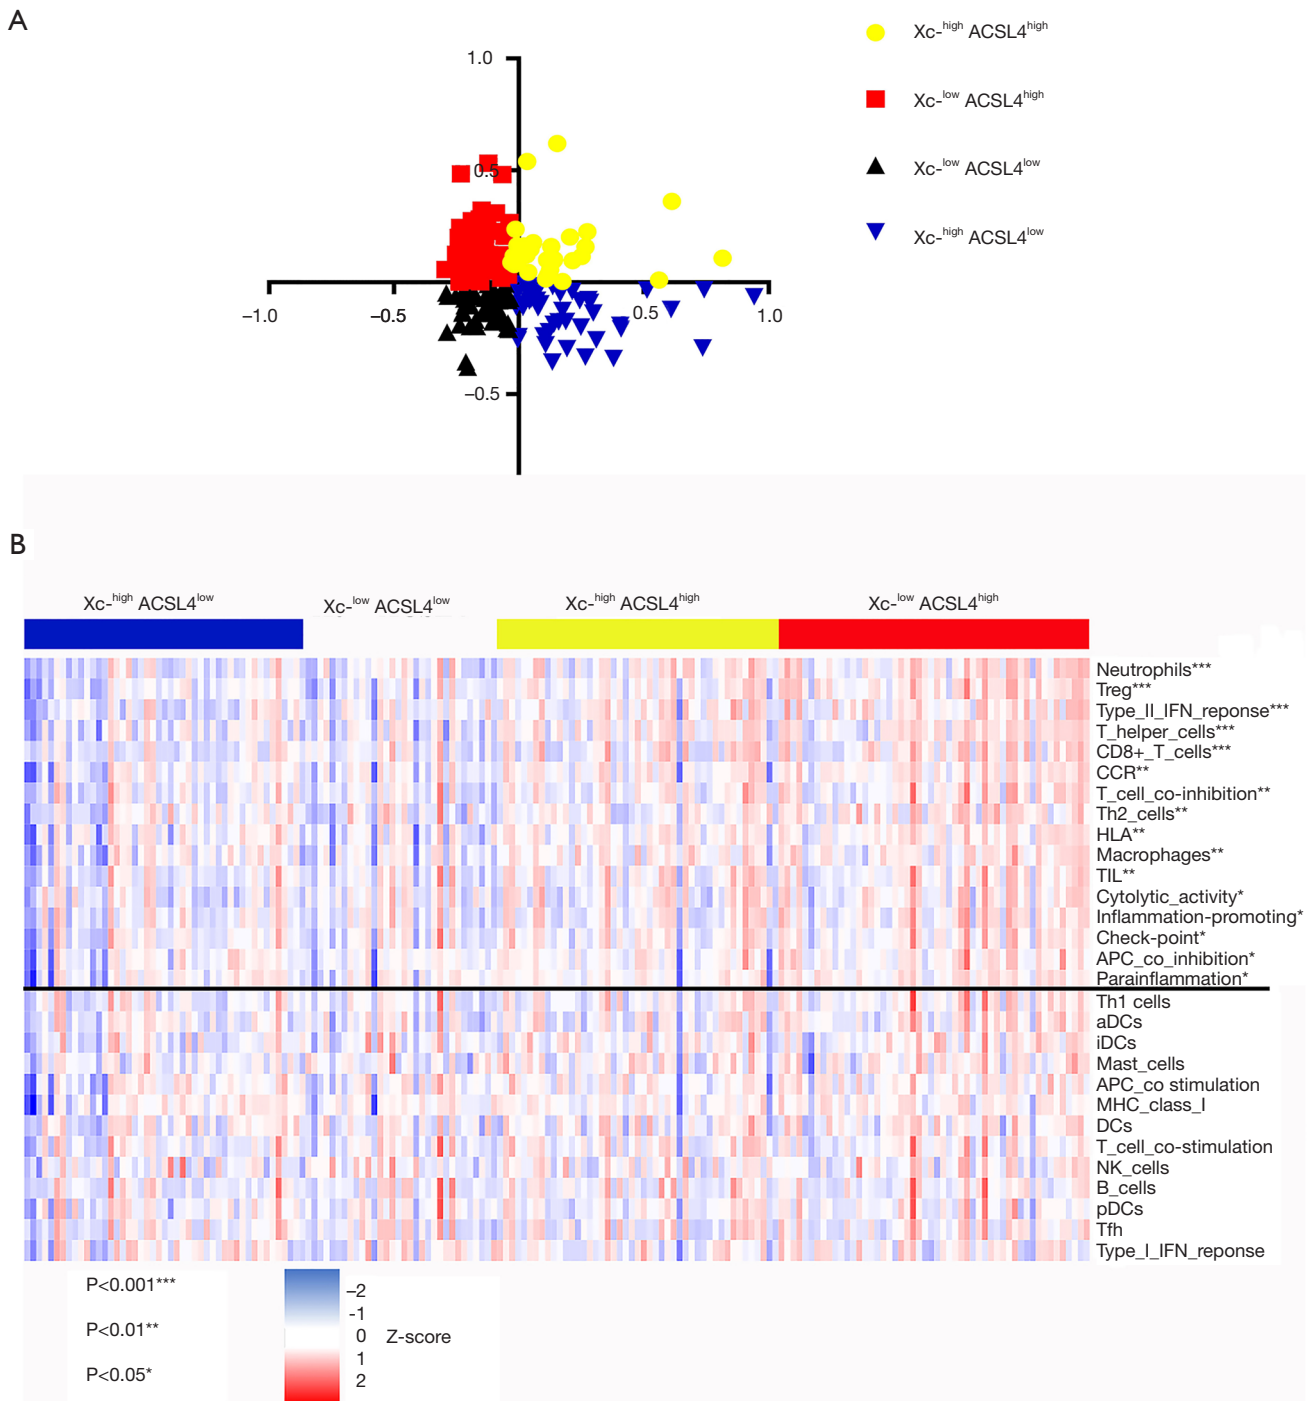 A
Xc-high ACSL4high
Xc-low ACSL4high
Xc-low ACSL4low
Xc-high ACSL4low
1.0
0.5
−1.0
−0.5
0.5
1.0
−0.5
B
Xc-high ACSL4low
Xc-low ACSL4low
Xc-high ACSL4high
Xc-low ACSL4high
Neutrophils***
Treg***
Type_II_IFN_reponse***
T_helper_cells***
CD8+_T_cells***
CCR**
T_cell_co-inhibition**
Th2_cells**
HLA**
Macrophages**
TIL**
Cytolytic_activity*
Inflammation-promoting*
Check-point*
APC_co_inhibition*
Parainflammation*
Th1 cells
aDCs
iDCs
Mast_cells
APC_co stimulation
MHC_class_I
DCs
T_cell_co-stimulation
NK_cells
B_cells
pDCs
Tfh
Type_I_IFN_reponse
P<0.001***
P<0.01**
P<0.05*
−2
-1
0
1
2
Z-score